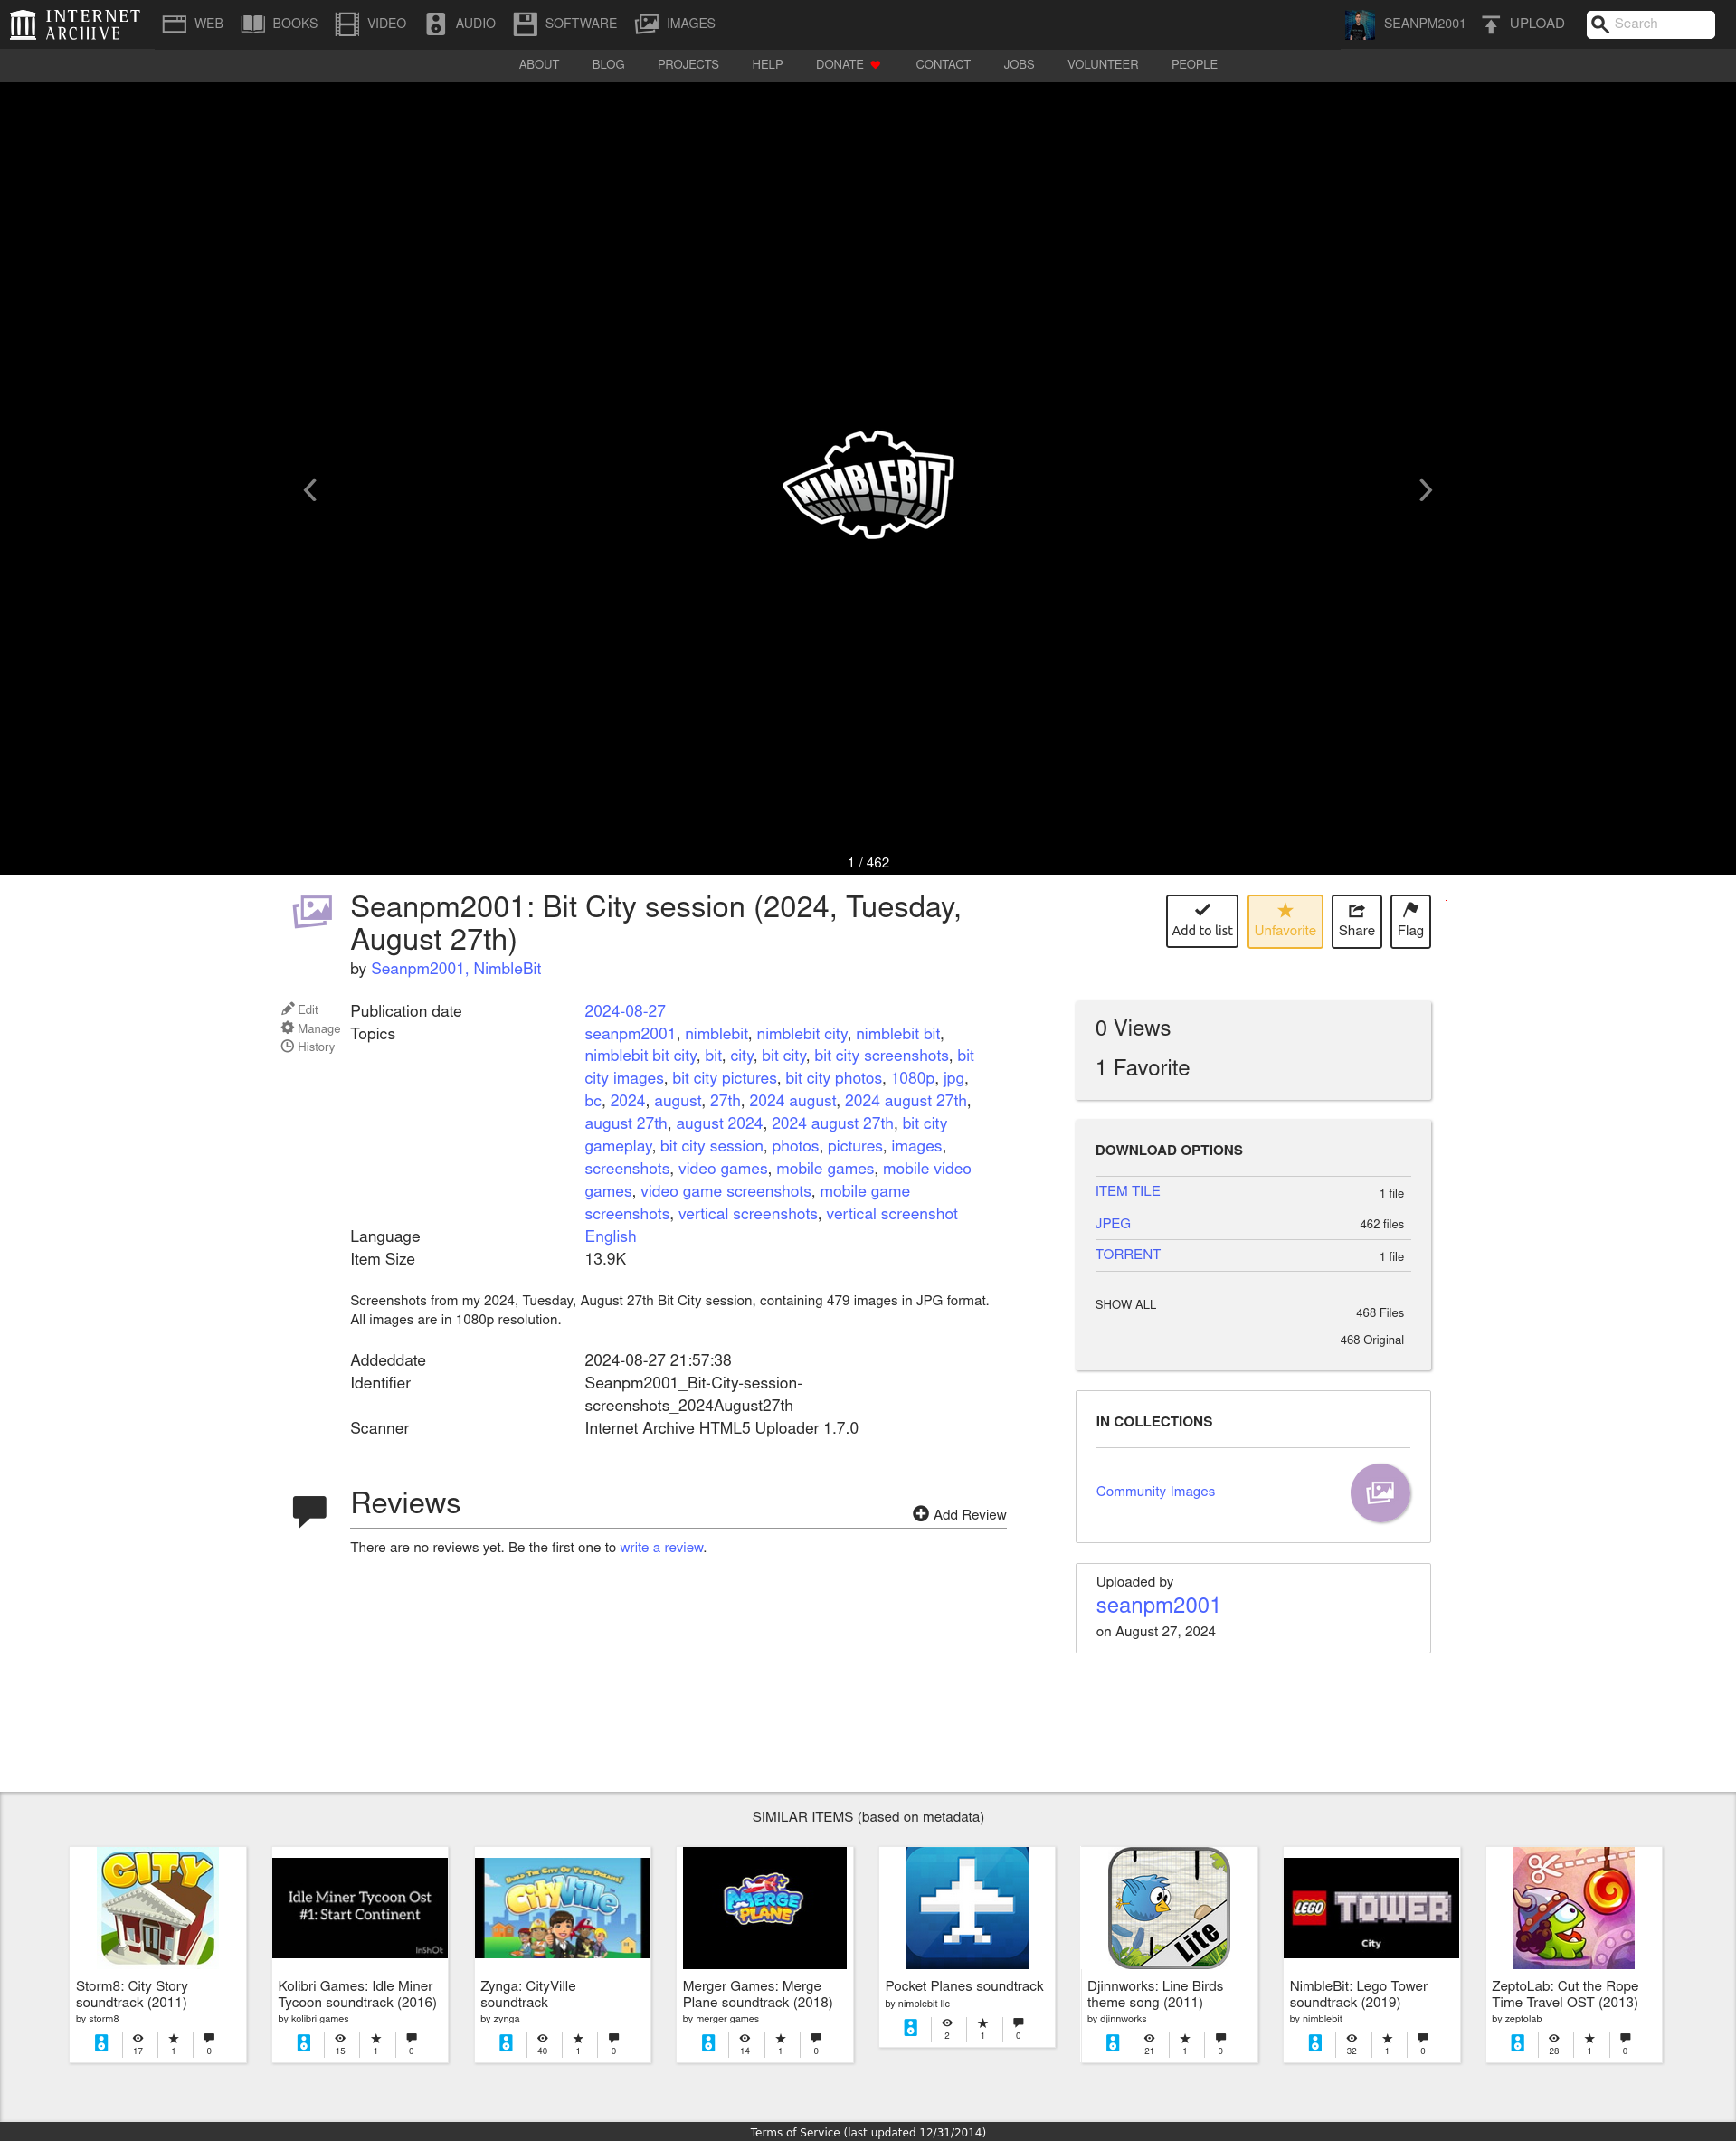 INTERNET ARCHIVE
WEB BOOKS VIDEO AUDIO SOFTWARE IMAGES
SEANPM2001 UPLOAD Search
ABOUT BLOG PROJECTS HELP DONATE CONTACT JOBS VOLUNTEER PEOPLE
NIMBLEBIT
1 / 462
Seanpm2001: Bit City session (2024, Tuesday,
August 27th)
by Seanpm2001, NimbleBit
Add to list Unfavorite Share Flag
Edit
Manage
History
Publication date 2024-08-27
Topics seanpm2001, nimblebit, nimblebit city, nimblebit bit,
nimblebit bit city, bit, city, bit city, bit city screenshots, bit
city images, bit city pictures, bit city photos, 1080p, jpg,
bc, 2024, august, 27th, 2024 august, 2024 august 27th,
august 27th, august 2024, 2024 august 27th, bit city
gameplay, bit city session, photos, pictures, images,
screenshots, video games, mobile games, mobile video
games, video game screenshots, mobile game
screenshots, vertical screenshots, vertical screenshot
Language English
Item Size 13.9K
Screenshots from my 2024, Tuesday, August 27th Bit City session, containing 479 images in JPG format.
All images are in 1080p resolution.
Addeddate 2024-08-27 21:57:38
Identifier Seanpm2001_Bit-City-session-
screenshots_2024August27th
Scanner Internet Archive HTML5 Uploader 1.7.0
Reviews
Add Review
There are no reviews yet. Be the first one to write a review.
0 Views
1 Favorite
DOWNLOAD OPTIONS
ITEM TILE 1 file
JPEG 462 files
TORRENT 1 file
SHOW ALL 468 Files
468 Original
IN COLLECTIONS
Community Images
Uploaded by
seanpm2001
on August 27, 2024
SIMILAR ITEMS (based on metadata)
CITY
Storm8: City Story
soundtrack (2011)
by storm8
17 1 0
Idle Miner Tycoon Ost
#1: Start Continent
InShOt
Kolibri Games: Idle Miner
Tycoon soundtrack (2016)
by kolibri games
15 1 0
BUILD THE CITY OF YOUR DREAMS!
CityVille
Zynga: CityVille
soundtrack
by zynga
40 1 0
MERGE
PLANE
Merger Games: Merge
Plane soundtrack (2018)
by merger games
14 1 0
Pocket Planes soundtrack
by nimblebit llc
2 1 0
Lite
Djinnworks: Line Birds
theme song (2011)
by djinnworks
21 1 0
LEGO TOWER
City
NimbleBit: Lego Tower
soundtrack (2019)
by nimblebit
32 1 0
ZeptoLab: Cut the Rope
Time Travel OST (2013)
by zeptolab
28 1 0
Terms of Service (last updated 12/31/2014)